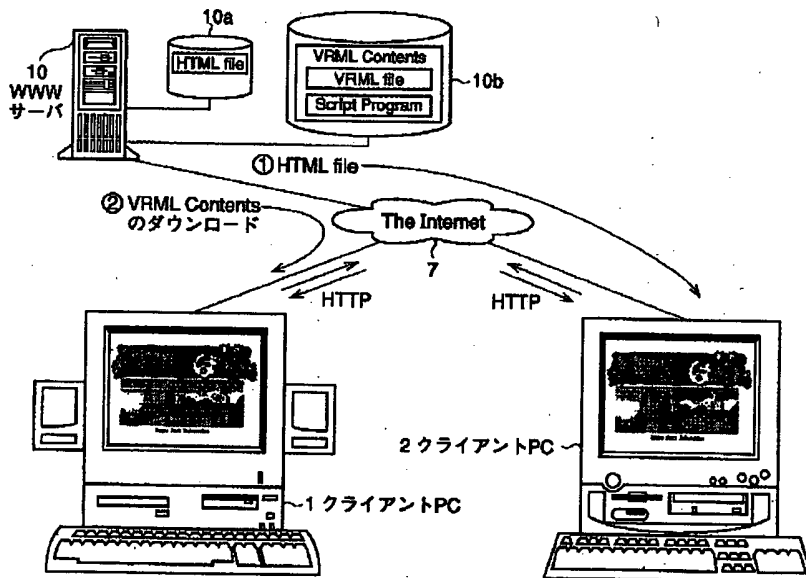 10a
HTML file
10
WWW
サーバ
VRML Contents
VRML file
Script Program
10b
① HTML file
② VRML Contents
のダウンロード
The Internet
7
HTTP
HTTP
2 クライアントPC
1 クライアントPC